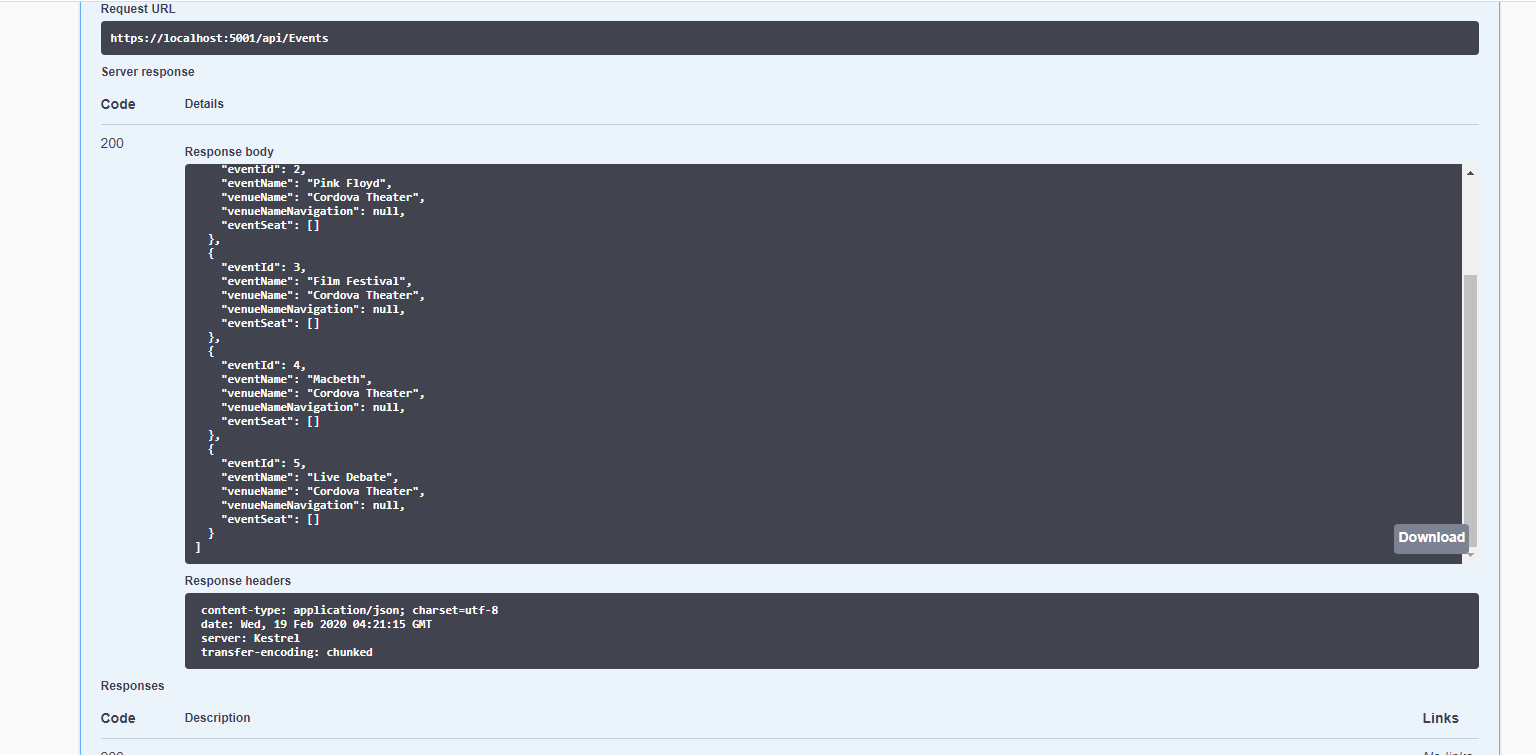 Request URL
https://localhost:5001/api/Events
Server response
Code Details
200
Response body
"eventId": 2,
"eventName": "Pink Floyd",
"venueName": "Cordova Theater",
"venueNameNavigation": null,
"eventSeat": []
},
{
"eventId": 3,
"eventName": "Film Festival",
"venueName": "Cordova Theater",
"venueNameNavigation": null,
"eventSeat": []
},
{
"eventId": 4,
"eventName": "Macbeth",
"venueName": "Cordova Theater",
"venueNameNavigation": null,
"eventSeat": []
},
{
"eventId": 5,
"eventName": "Live Debate",
"venueName": "Cordova Theater",
"venueNameNavigation": null,
"eventSeat": []
}
]
Download
Response headers
content-type: application/json; charset=utf-8
date: Wed, 19 Feb 2020 04:21:15 GMT
server: Kestrel
transfer-encoding: chunked
Responses
Code Description Links